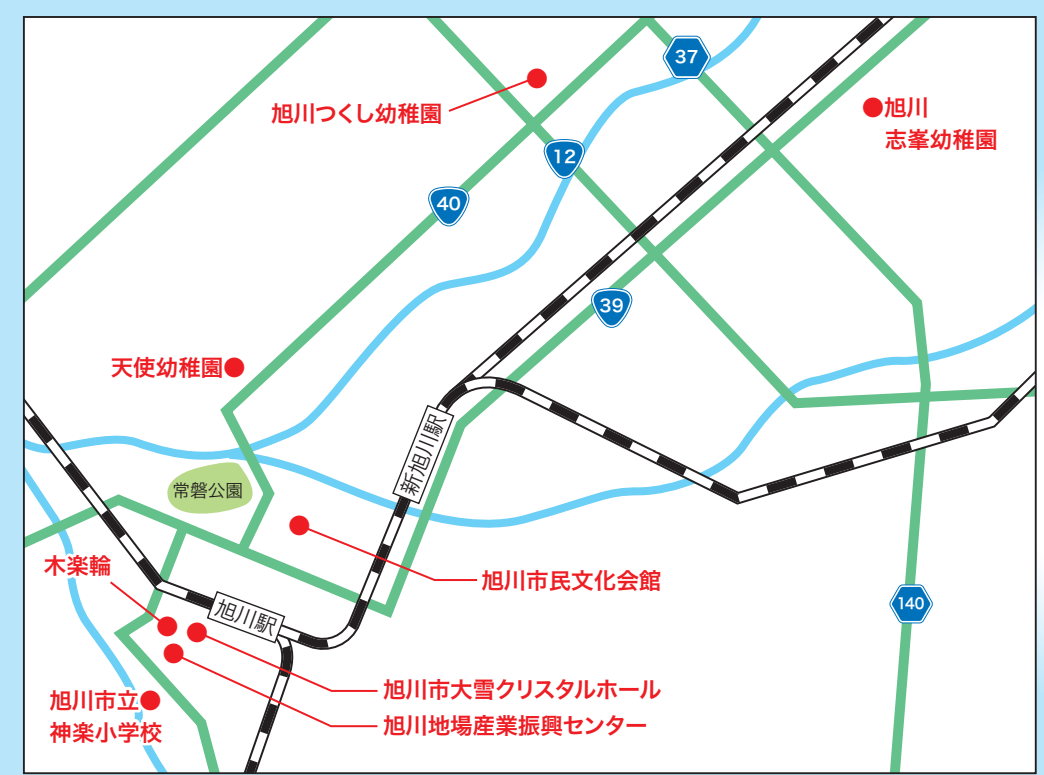 37
旭川つくし幼稚園
旭川
志峯幼稚園
12
40
39
天使幼稚園
新旭川駅
常磐公園
木楽輪
旭川市民文化会館
旭川駅
140
旭川市大雪クリスタルホール
旭川市立
神楽小学校
旭川地場産業振興センター